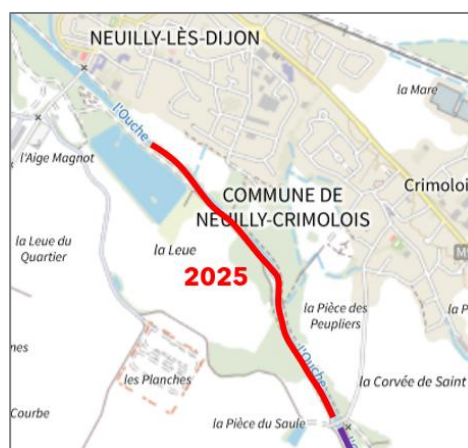 NEUILLY-LÈS-DIJON
la Mare
l'Ouche
l'Aige Magnot
Crimolois
COMMUNE DE
NEUILLY-CRIMOLOIS
la Leue du
Quartier
la Leue
2025
la Pièce des
Peupliers
l'Ouche
les Planches
la Corvée de Saint
Courbe
la Pièce du Saule